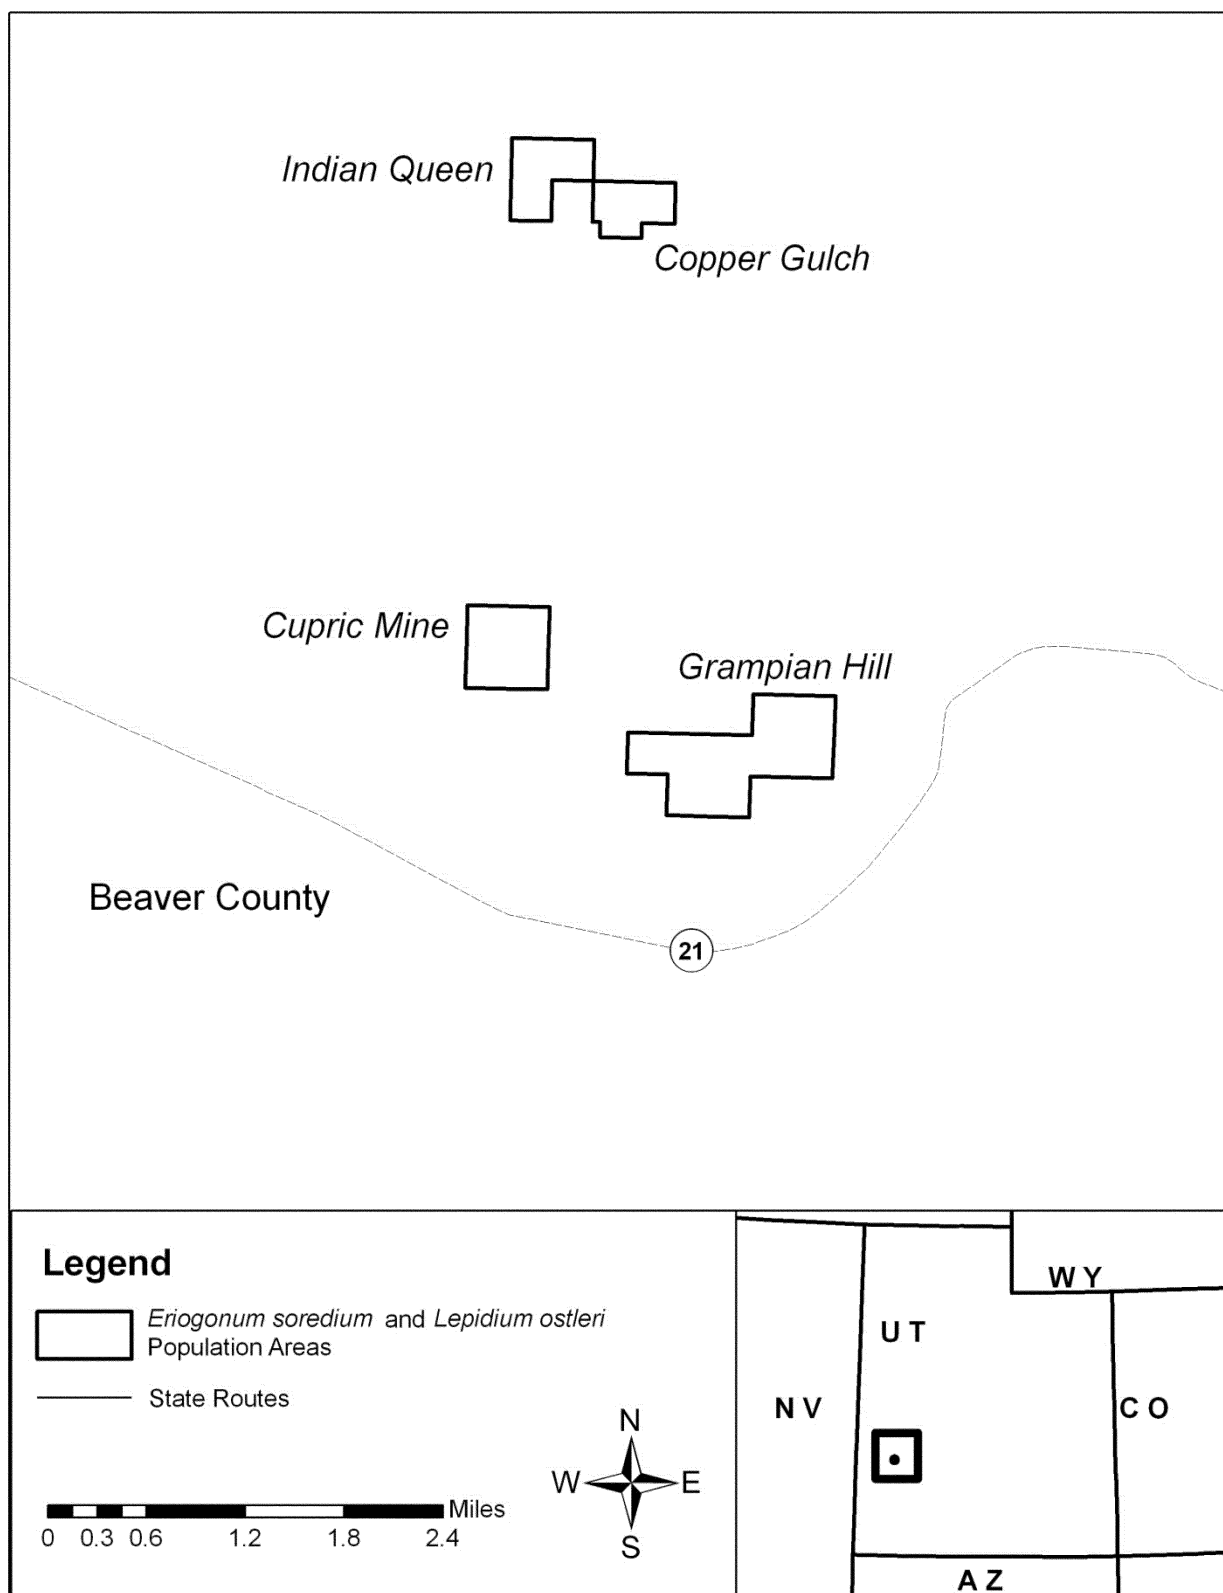 Indian Queen
Copper Gulch
Cupric Mine
Grampian Hill
Beaver County
21
Legend
Eriogonum soredium and Lepidium ostleri
Population Areas
State Routes
Miles
0 0.3 0.6 1.2 1.8 2.4
N
W E
S
WY
UT
NV
CO
AZ